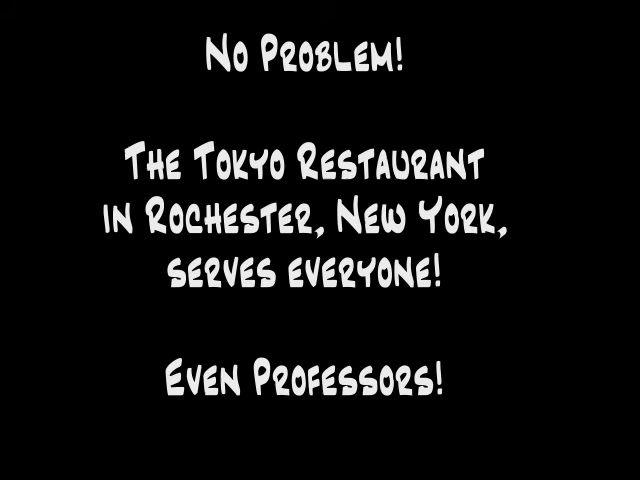 No Problem!
The Tokyo Restaurant
in Rochester, New York,
serves everyone!
Even Professors!